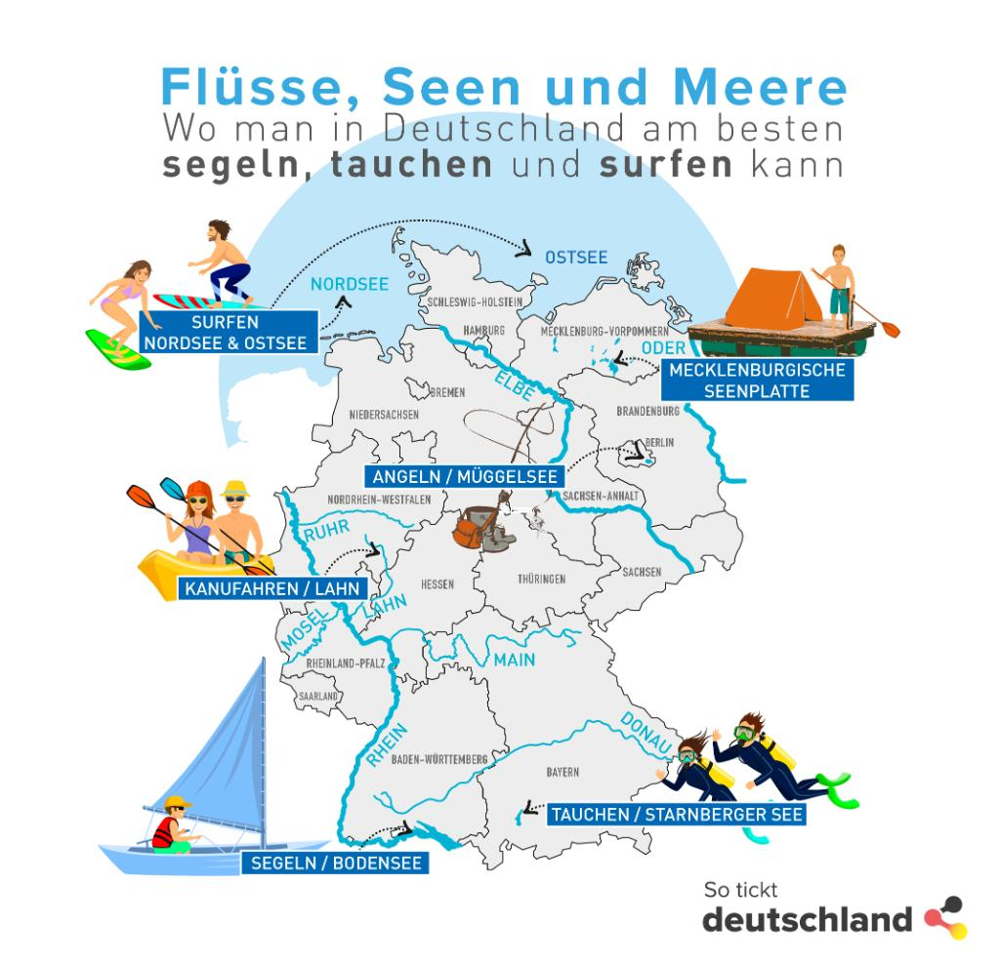 Flüsse, Seen und Meere
Wo man in Deutschland am besten
segeln, tauchen und surfen kann
OSTSEE
NORDSEE
SCHLESWIG-HOLSTEIN
SURFEN
NORDSEE & OSTSEE
HAMBURG
MECKLENBURG-VORPOMMERN
ODER
MECKLENBURGISCHE
SEENPLATTE
ELBE
BREMEN
NIEDERSACHSEN
BRANDENBURG
BERLIN
ANGELN / MÜGGELSEE
NORDRHEIN-WESTFALEN
SACHSEN-ANHALT
RUHR
KANUFAHREN / LAHN
HESSEN
THÜRINGEN
SACHSEN
LAHN
MOSEL
RHEINLAND-PFALZ
MAIN
SAARLAND
RHEIN
DONAU
BADEN-WÜRTTEMBERG
BAYERN
TAUCHEN / STARNBERGER SEE
SEGELN / BODENSEE
So tickt
deutschland